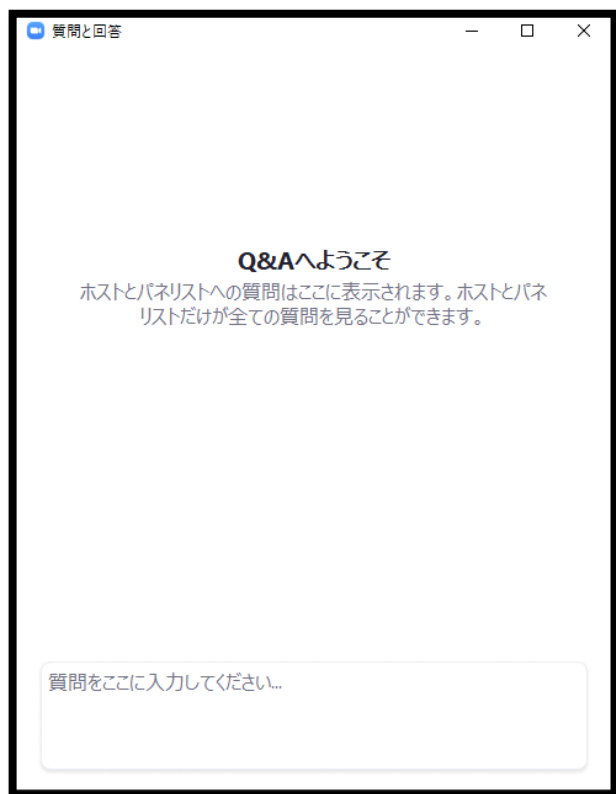 質問と回答
Q&Aへようこそ
ホストとパネリストへの質問はここに表示されます。ホストとパネ
リストだけが全ての質問を見ることができます。
質問をここに入力してください...